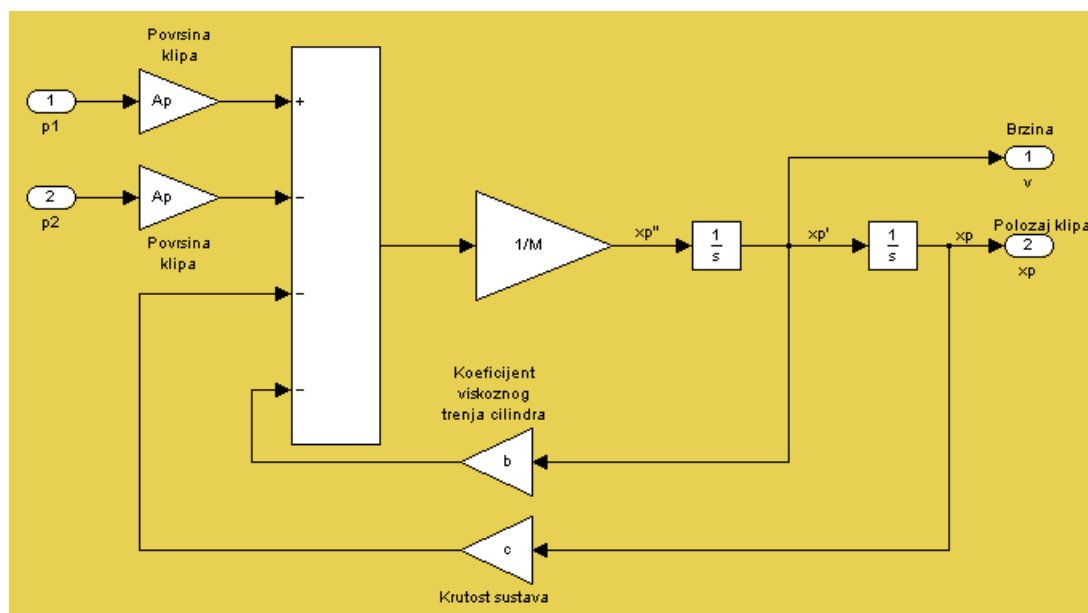 Povrsina
klipa
1
Ap
+
p1
Brzina
1
v
2
Ap
−
p2
Povrsina
klipa
1/M
xp''
1
s
xp'
1
s
xp
Polozaj klipa
2
xp
−
−
Koeficijent
viskoznog
trenja cilindra
b
c
Krutost sustava